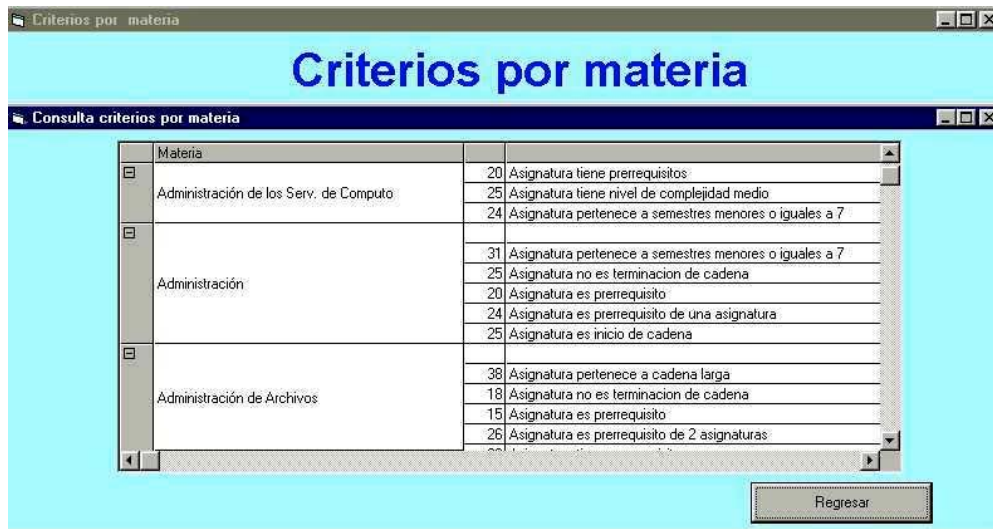 Criterios por materia
Criterios por materia
Consulta criterios por materia
Materia
Administración de los Serv. de Computo
20 Asignatura tiene prerrequisitos
25 Asignatura tiene nivel de complejidad medio
24 Asignatura pertenece a semestres menores o iguales a 7
Administración
31 Asignatura pertenece a semestres menores o iguales a 7
25 Asignatura no es terminacion de cadena
20 Asignatura es prerrequisito
24 Asignatura es prerrequisito de una asignatura
25 Asignatura es inicio de cadena
Administración de Archivos
38 Asignatura pertenece a cadena larga
18 Asignatura no es terminacion de cadena
15 Asignatura es prerrequisito
26 Asignatura es prerrequisito de 2 asignaturas
Regresar